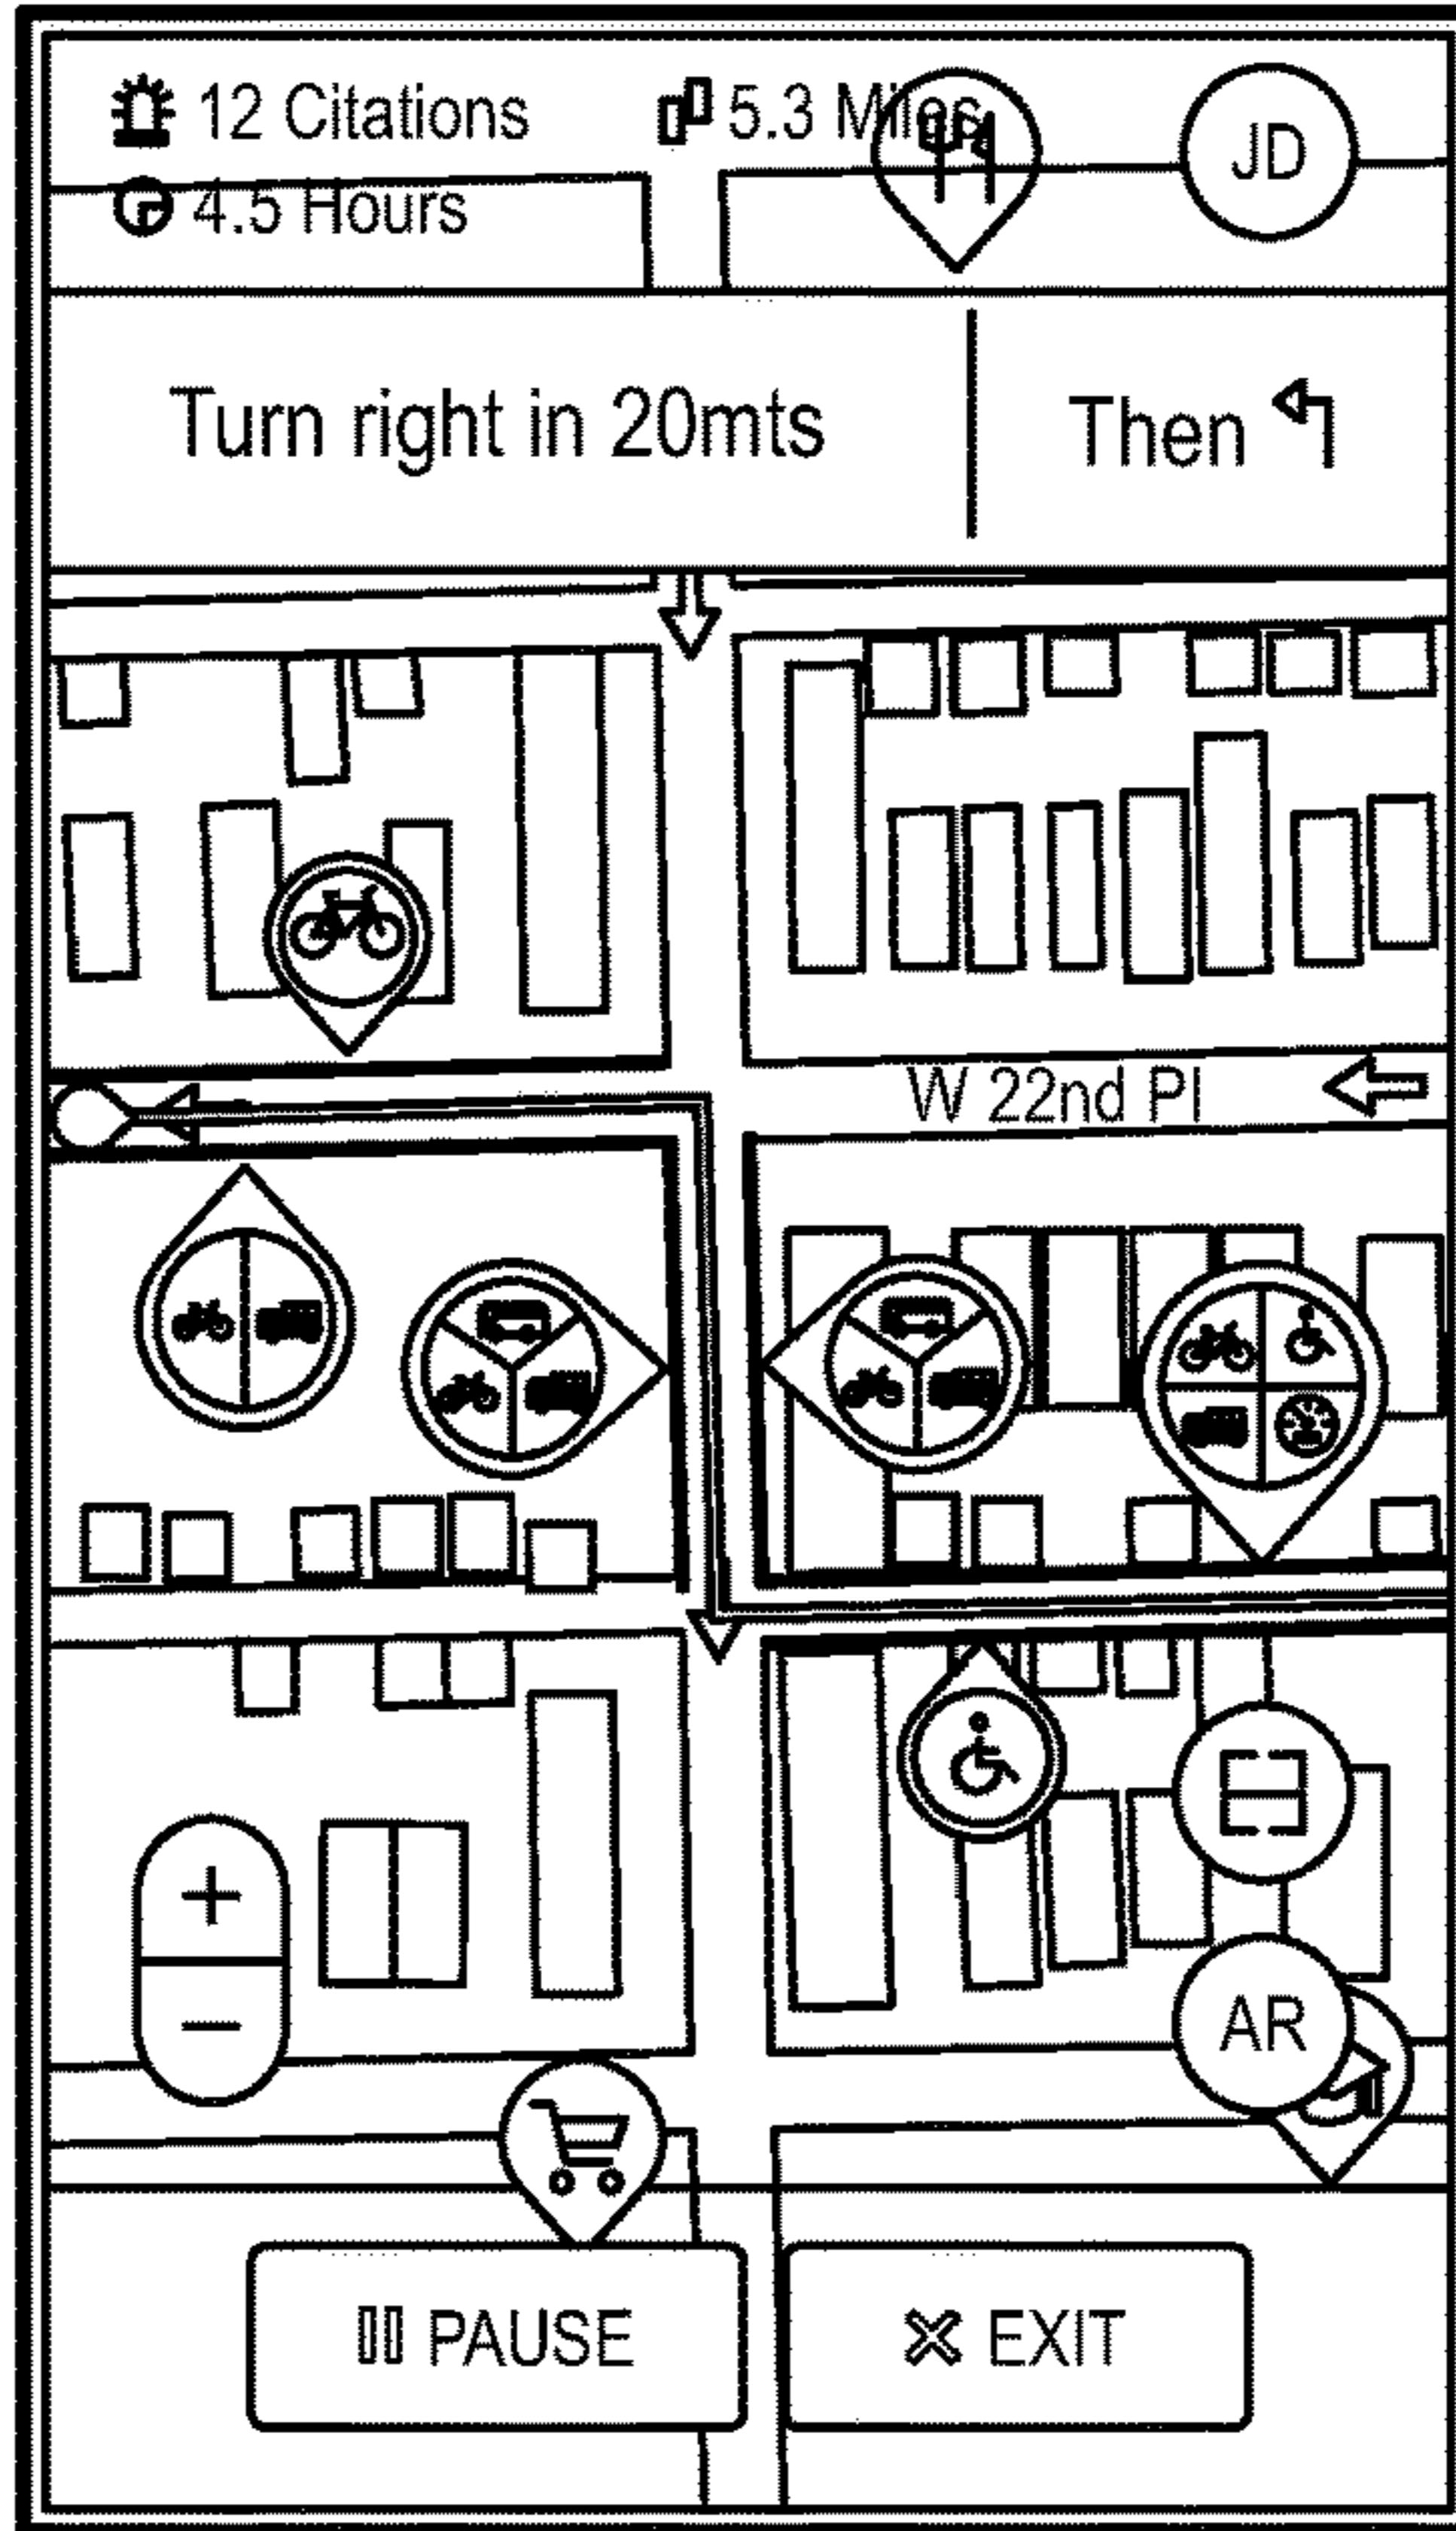 12 Citations 5.3 Miles JD
4.5 Hours
Turn right in 20mts Then
W 22nd Pl
AR
PAUSE EXIT